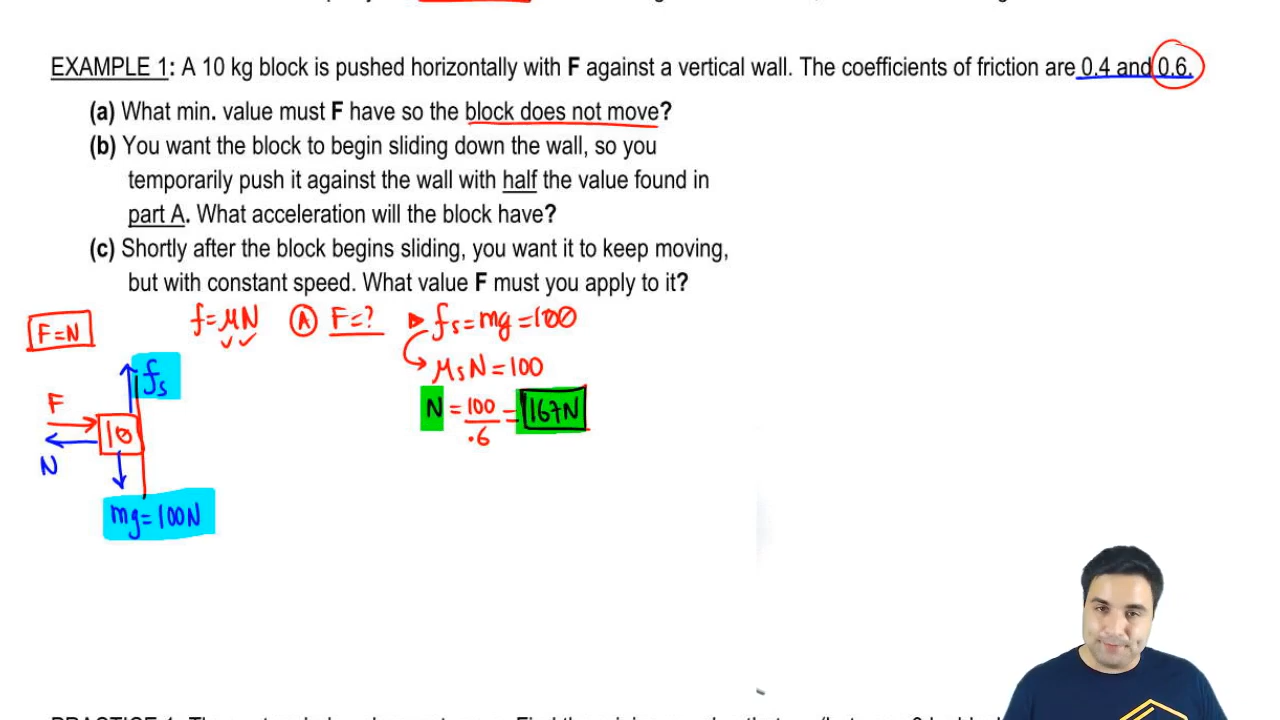 EXAMPLE 1: A 10 kg block is pushed horizontally with F against a vertical wall. The coefficients of friction are 0.4 and 0.6.
(a) What min. value must F have so the block does not move?
(b) You want the block to begin sliding down the wall, so you
temporarily push it against the wall with half the value found in
part A. What acceleration will the block have?
(c) Shortly after the block begins sliding, you want it to keep moving,
but with constant speed. What value F must you apply to it?
F=N
f=μN
Ⓐ F=?
▶ fs=mg=100
μsN=100
N = 100/.6 = 167N
fs
F
10
N
mg=100N